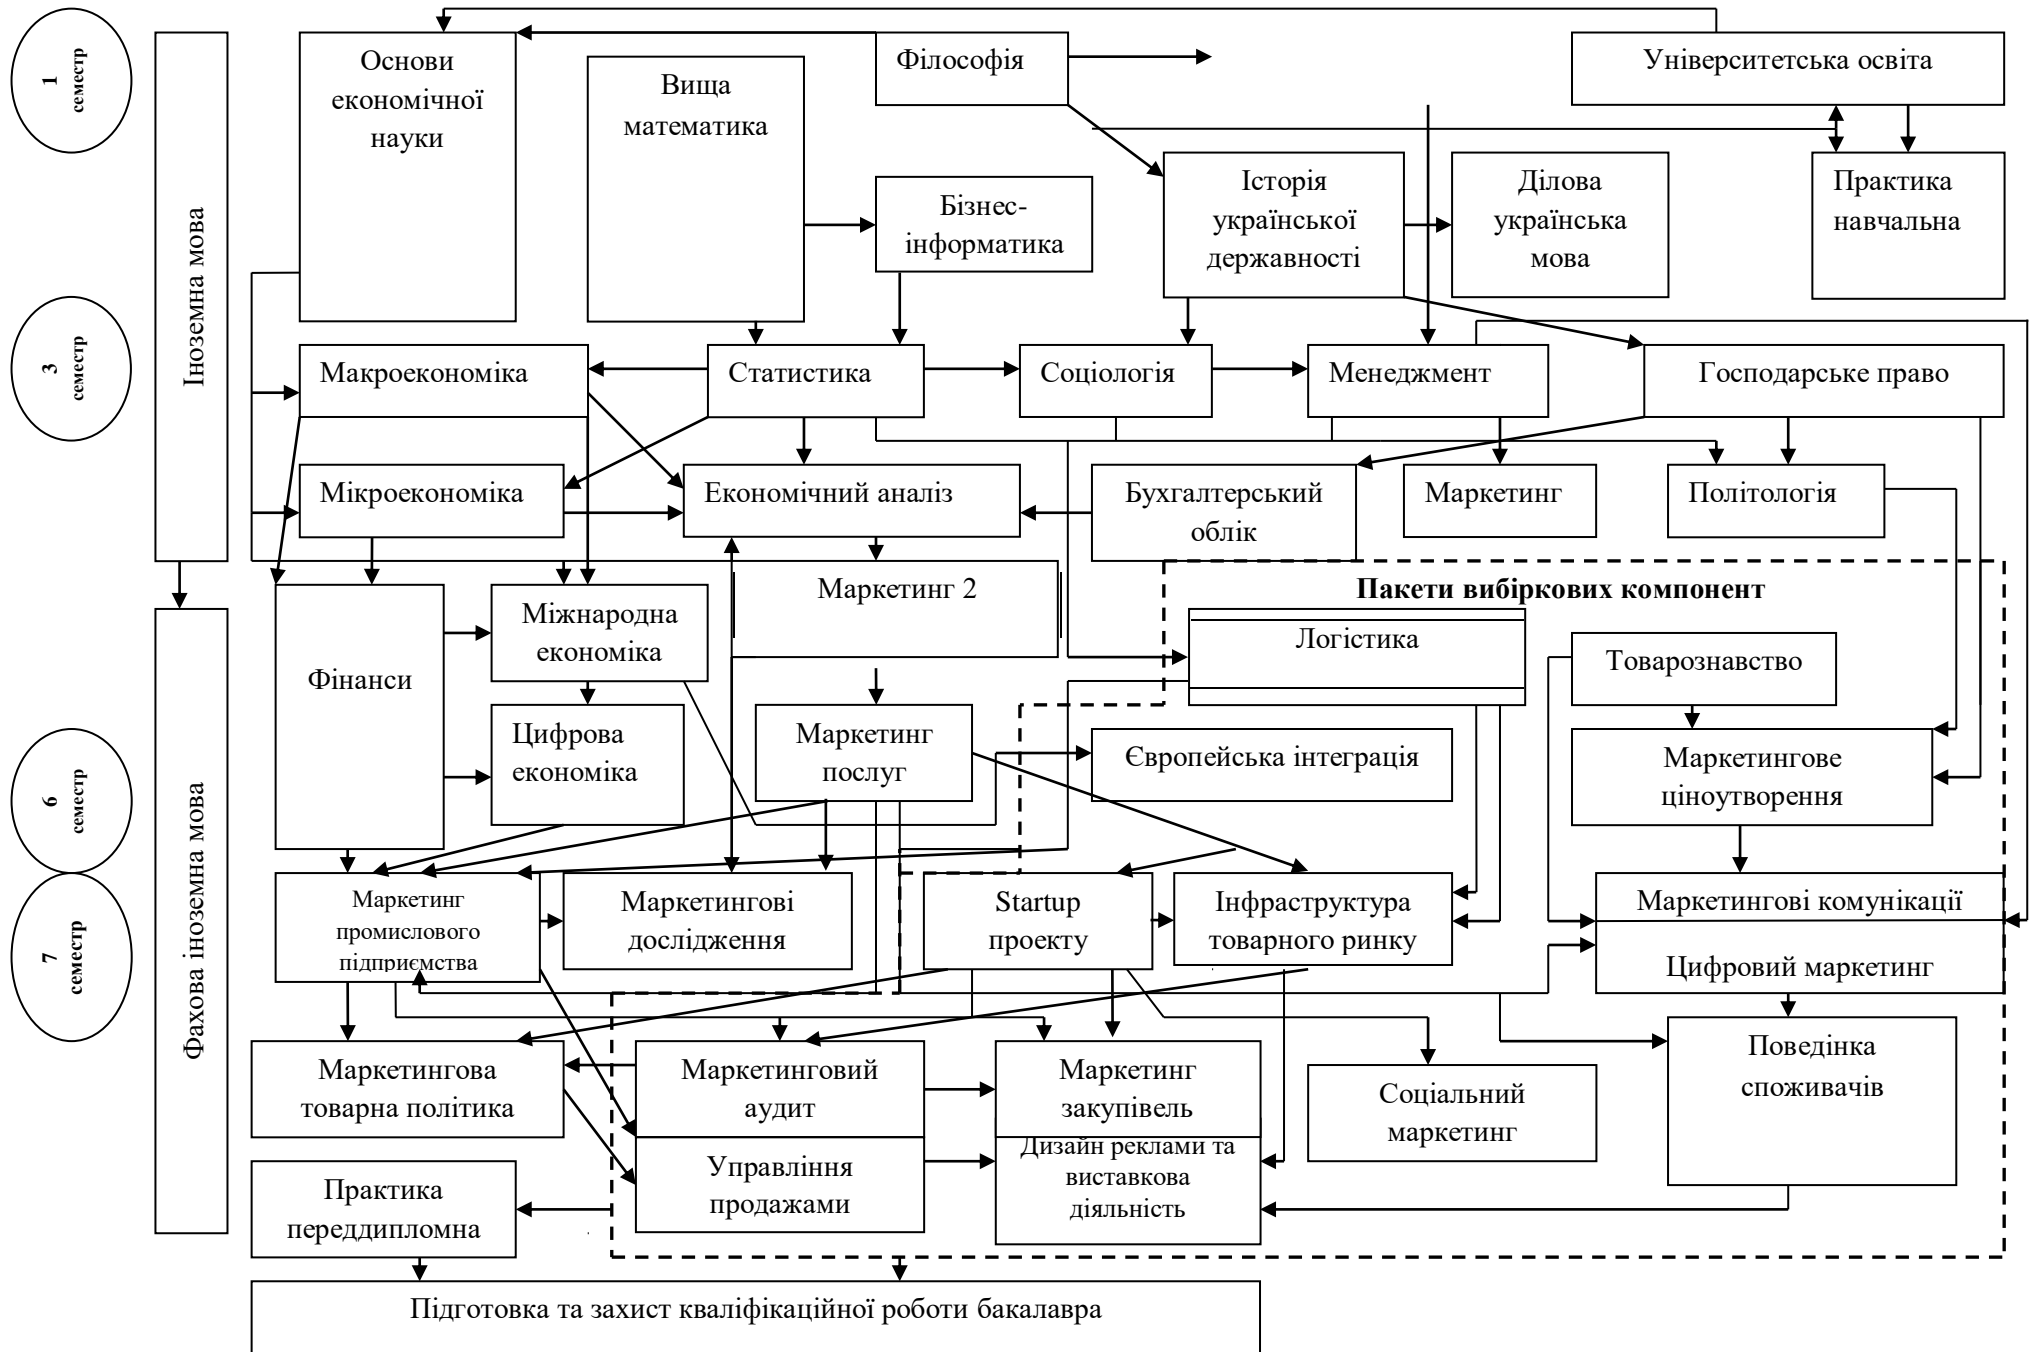 1
семестр
Основи
економічної
науки
Вища
математика
Філософія
Університетська освіта
Іноземна мова
Бізнес-
інформатика
Історія
української
державності
Ділова
українська
мова
Практика
навчальна
3
семестр
Макроекономіка
Статистика
Соціологія
Менеджмент
Господарське право
Мікроекономіка
Економічний аналіз
Бухгалтерський
облік
Маркетинг
Політологія
Фахова іноземна мова
Фінанси
Міжнародна
економіка
Маркетинг 2
Пакети вибіркових компонент
Логістика
Товарознавство
6
семестр
Цифрова
економіка
Маркетинг
послуг
Європейська інтеграція
Маркетингове
ціноутворення
7
семестр
Маркетинг
промислового
підприємства
Маркетингові
дослідження
Startup
проекту
Інфраструктура
товарного ринку
Маркетингові комунікації
Цифровий маркетинг
Маркетингова
товарна політика
Маркетинговий
аудит
Маркетинг
закупівель
Соціальний
маркетинг
Поведінка
споживачів
Практика
переддипломна
Управління
продажами
Дизайн реклами та
виставкова
діяльність
Підготовка та захист кваліфікаційної роботи бакалавра